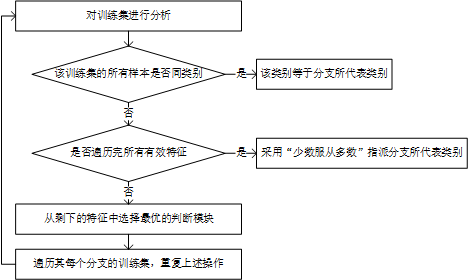 对训练集进行分析
该训练集的所有样本是否同类别
是
该类别等于分支所代表类别
否
是否遍历完所有有效特征
是
采用“少数服从多数”指派分支所代表类别
否
从剩下的特征中选择最优的判断模块
遍历某每个分支的训练集，重复上述操作